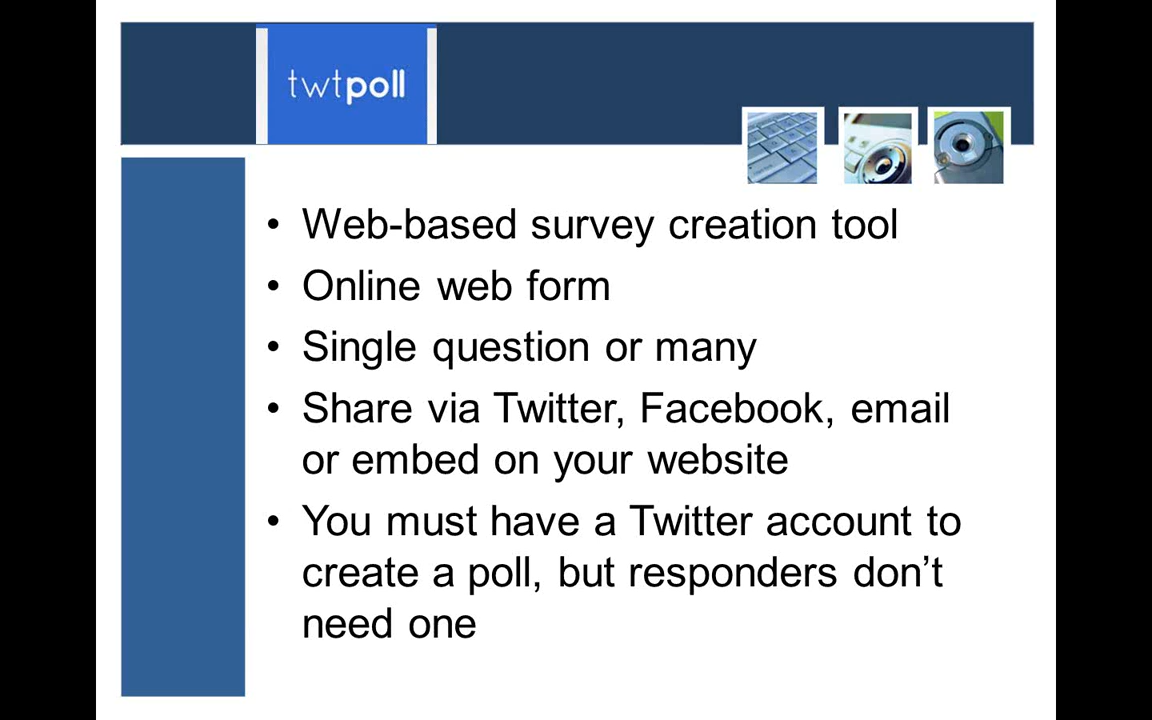 twtpoll
• Web-based survey creation tool
• Online web form
• Single question or many
• Share via Twitter, Facebook, email
or embed on your website
• You must have a Twitter account to
create a poll, but responders don’t
need one